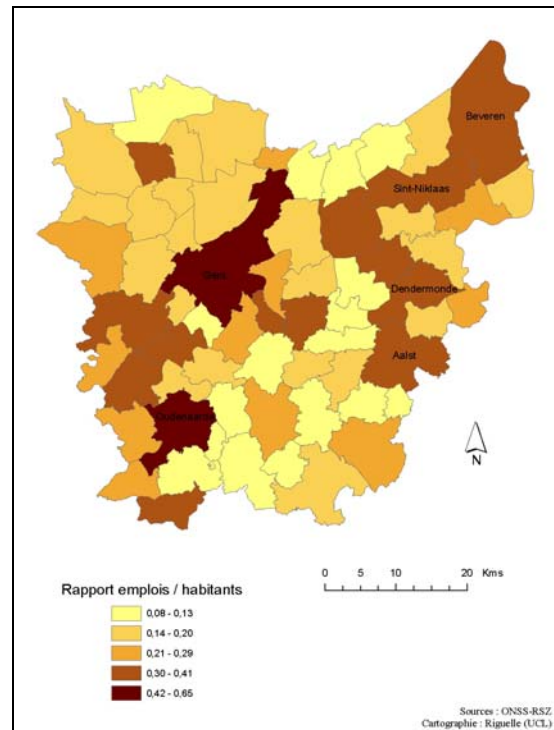 Beveren
Sint-Niklaas
Gent
Dendermonde
Aalst
Oudenaarde
N
0 5 10 20 Kms
Rapport emplois / habitants
0,08 - 0,13
0,14 - 0,20
0,21 - 0,29
0,30 - 0,41
0,42 - 0,65
Sources : ONSS-RSZ
Cartographie : Riguelle (UCL)